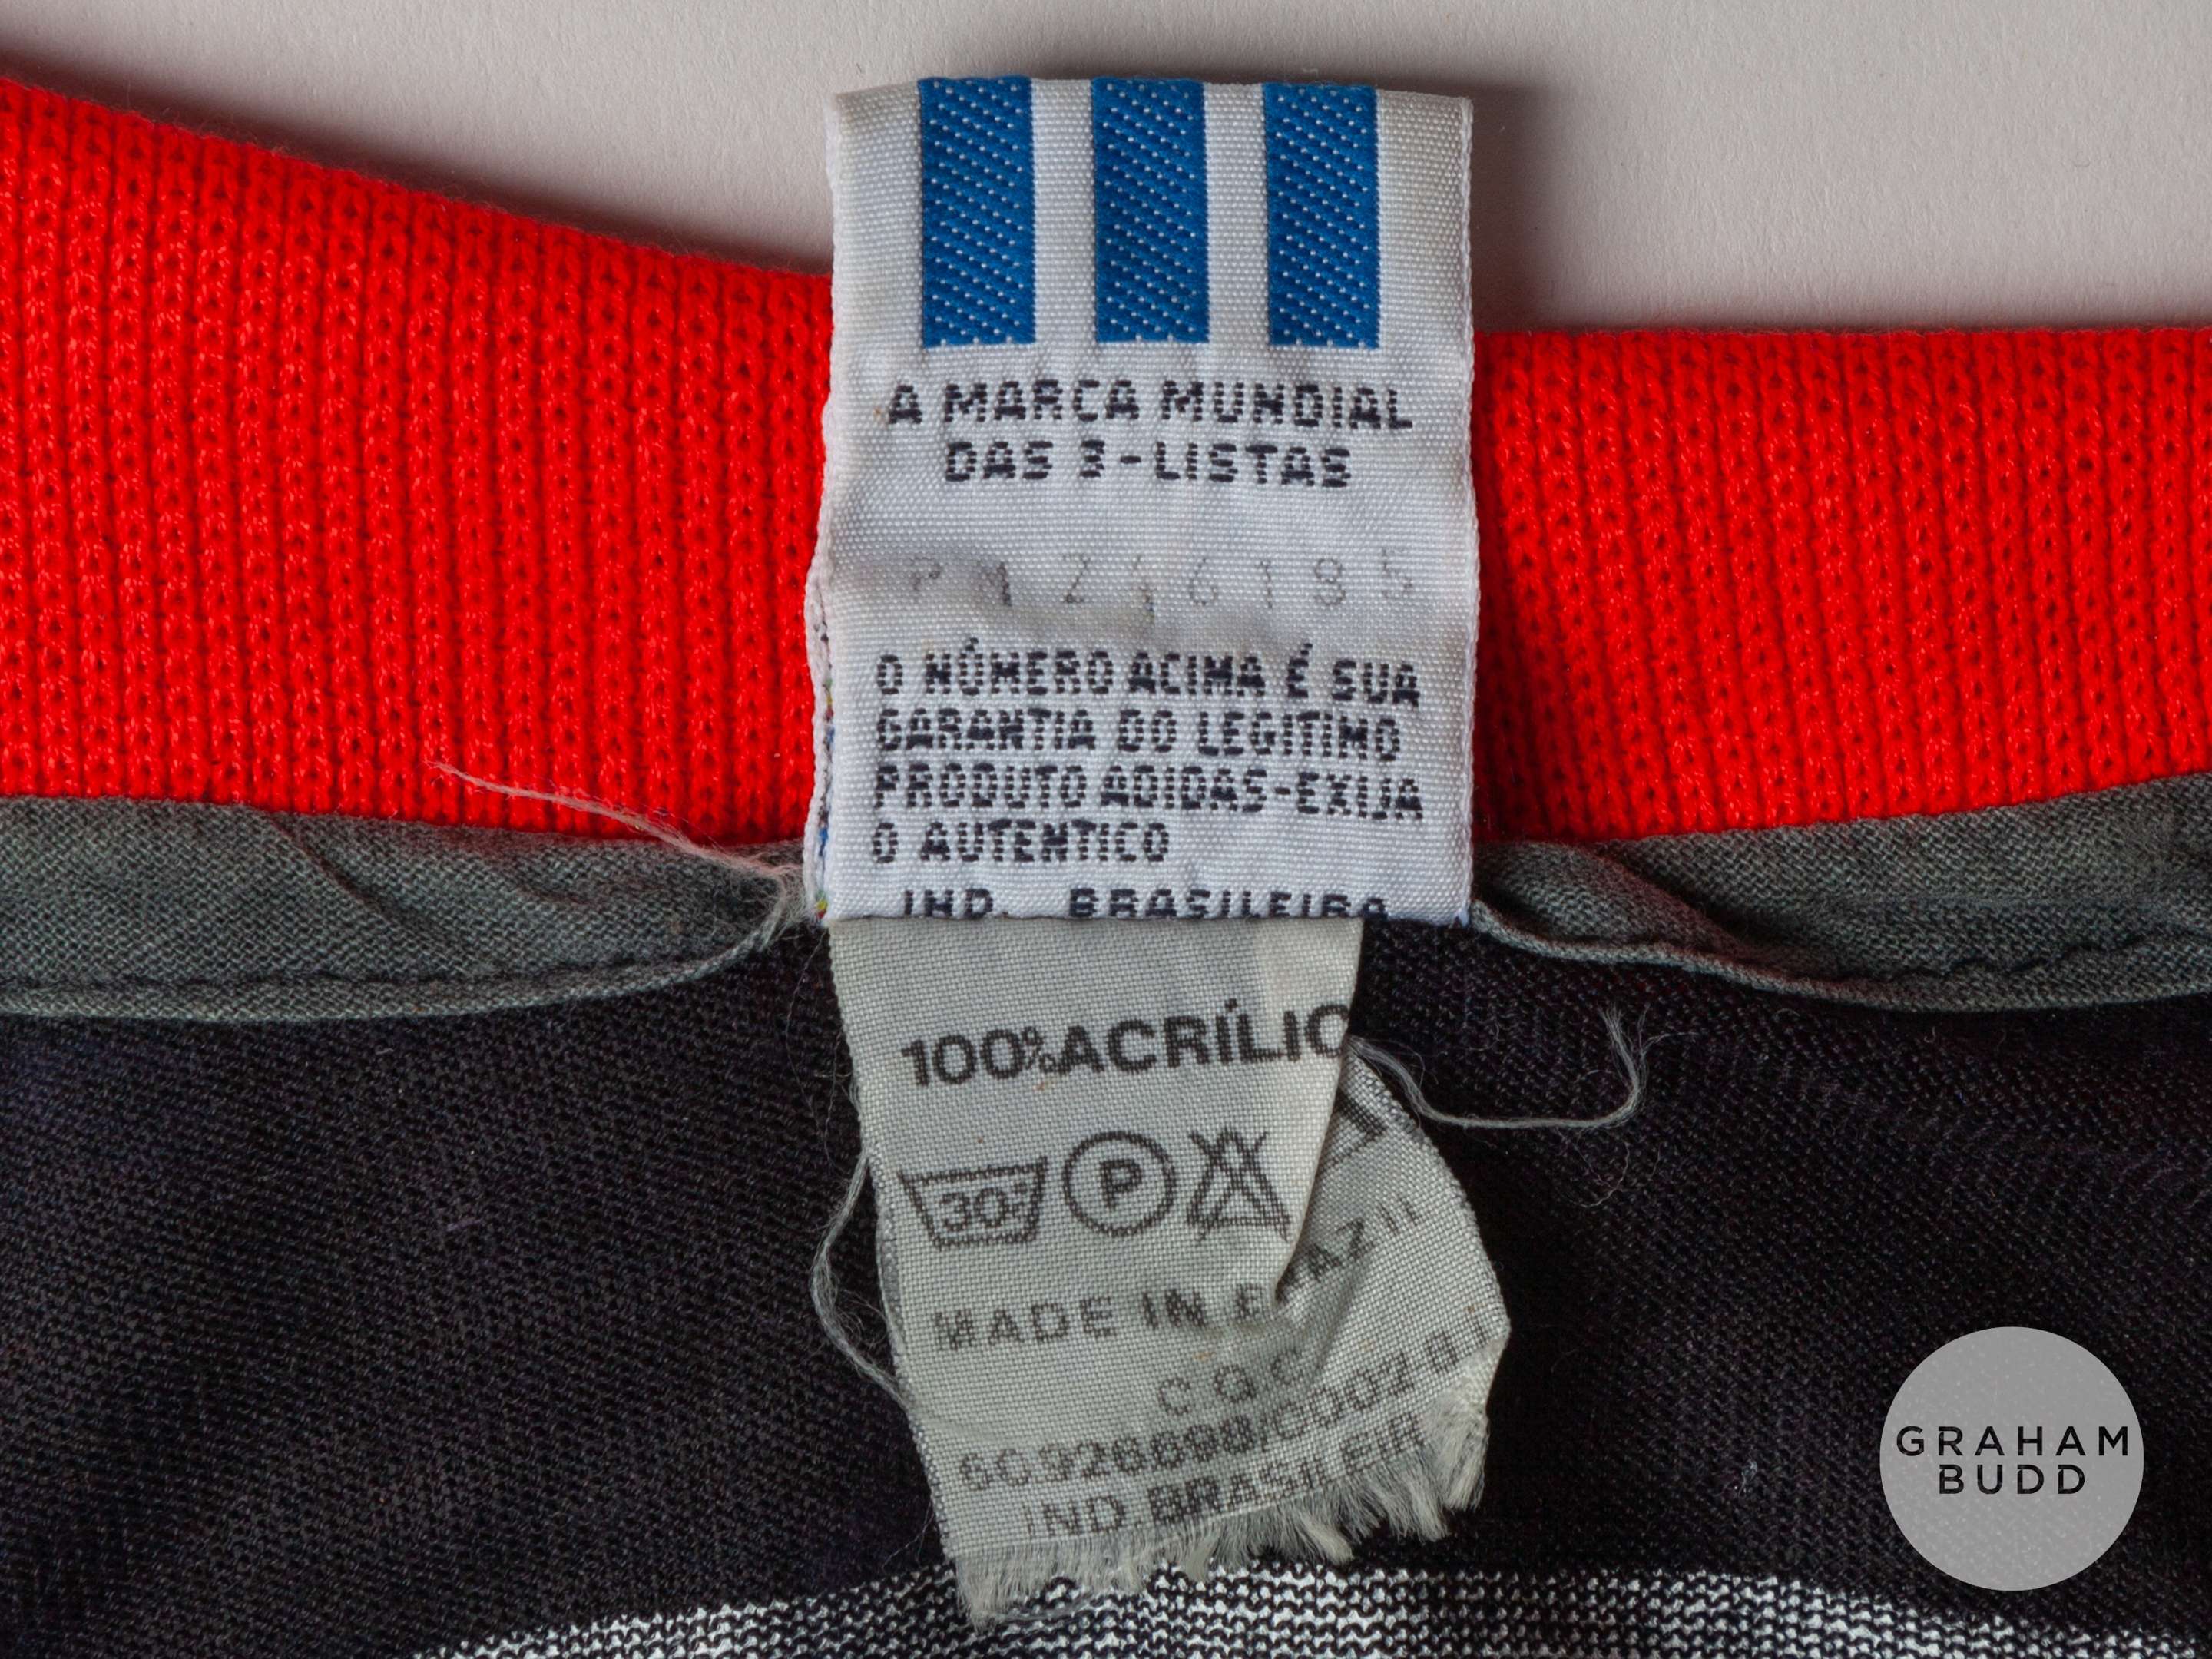 A MARCA MUNDIAL
DAS 3-LISTAS
O NÚMERO ACIMA É SUA
GARANTIA DO LEGITIMO
PRODUTO ADIDAS-EXIJA
O AUTENTICO
IND. BRASILEIRA
100% ACRÍLIC
30°
P
MADE IN
C.G.C
IND. BRASILEIR
GRAHAM
BUDD